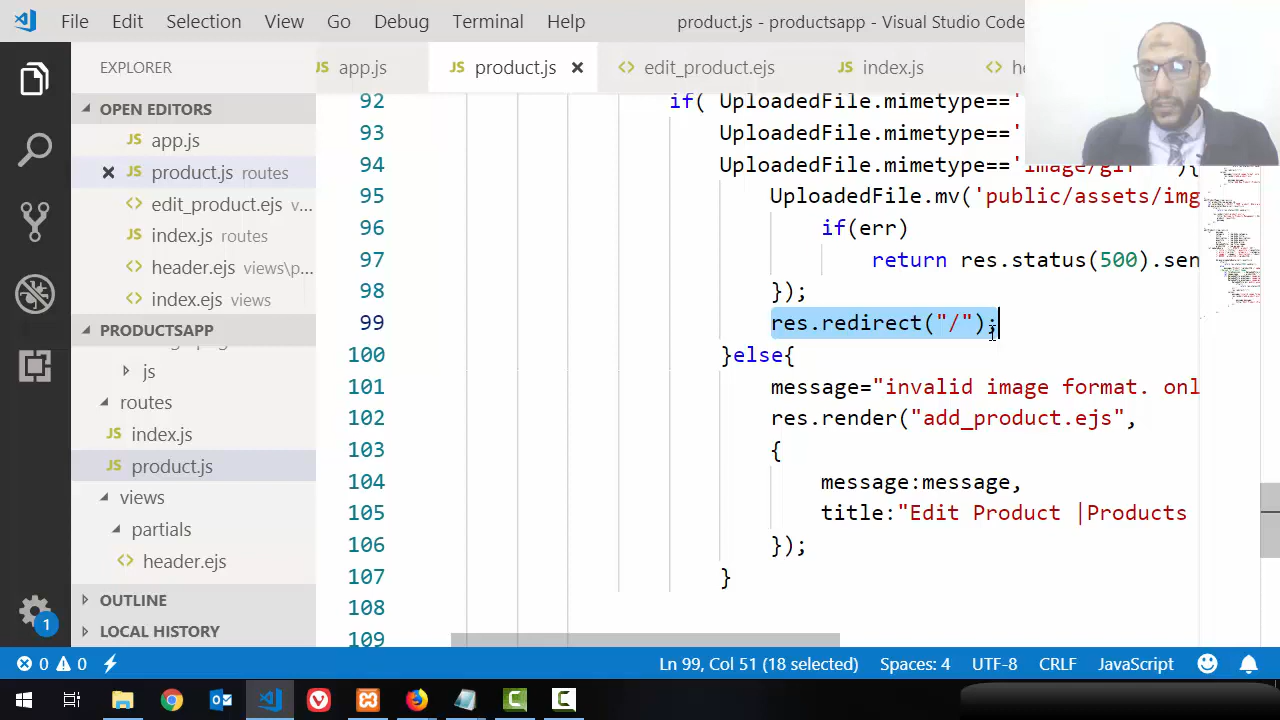 File Edit Selection View Go Debug Terminal Help product.js - productsapp - Visual Studio Code
EXPLORER
JS app.js JS product.js edit_product.ejs JS index.js
OPEN EDITORS
JS app.js
JS product.js routes
edit_product.ejs v...
JS index.js routes
header.ejs views\p...
index.ejs views
PRODUCTSAPP
js
routes
JS index.js
JS product.js
views
partials
header.ejs
OUTLINE
LOCAL HISTORY
92 if( UploadedFile.mimetype=='
93 UploadedFile.mimetype=='
94 UploadedFile.mimetype=='image/gif' ){
95 UploadedFile.mv('public/assets/img
96 if(err)
97 return res.status(500).sen
98 });
99 res.redirect("/");
100 }else{
101 message="invalid image format. onl
102 res.render("add_product.ejs",
103 {
104 message:message,
105 title:"Edit Product |Products
106 });
107 }
108
109
1
0 0 Ln 99, Col 51 (18 selected) Spaces: 4 UTF-8 CRLF JavaScript